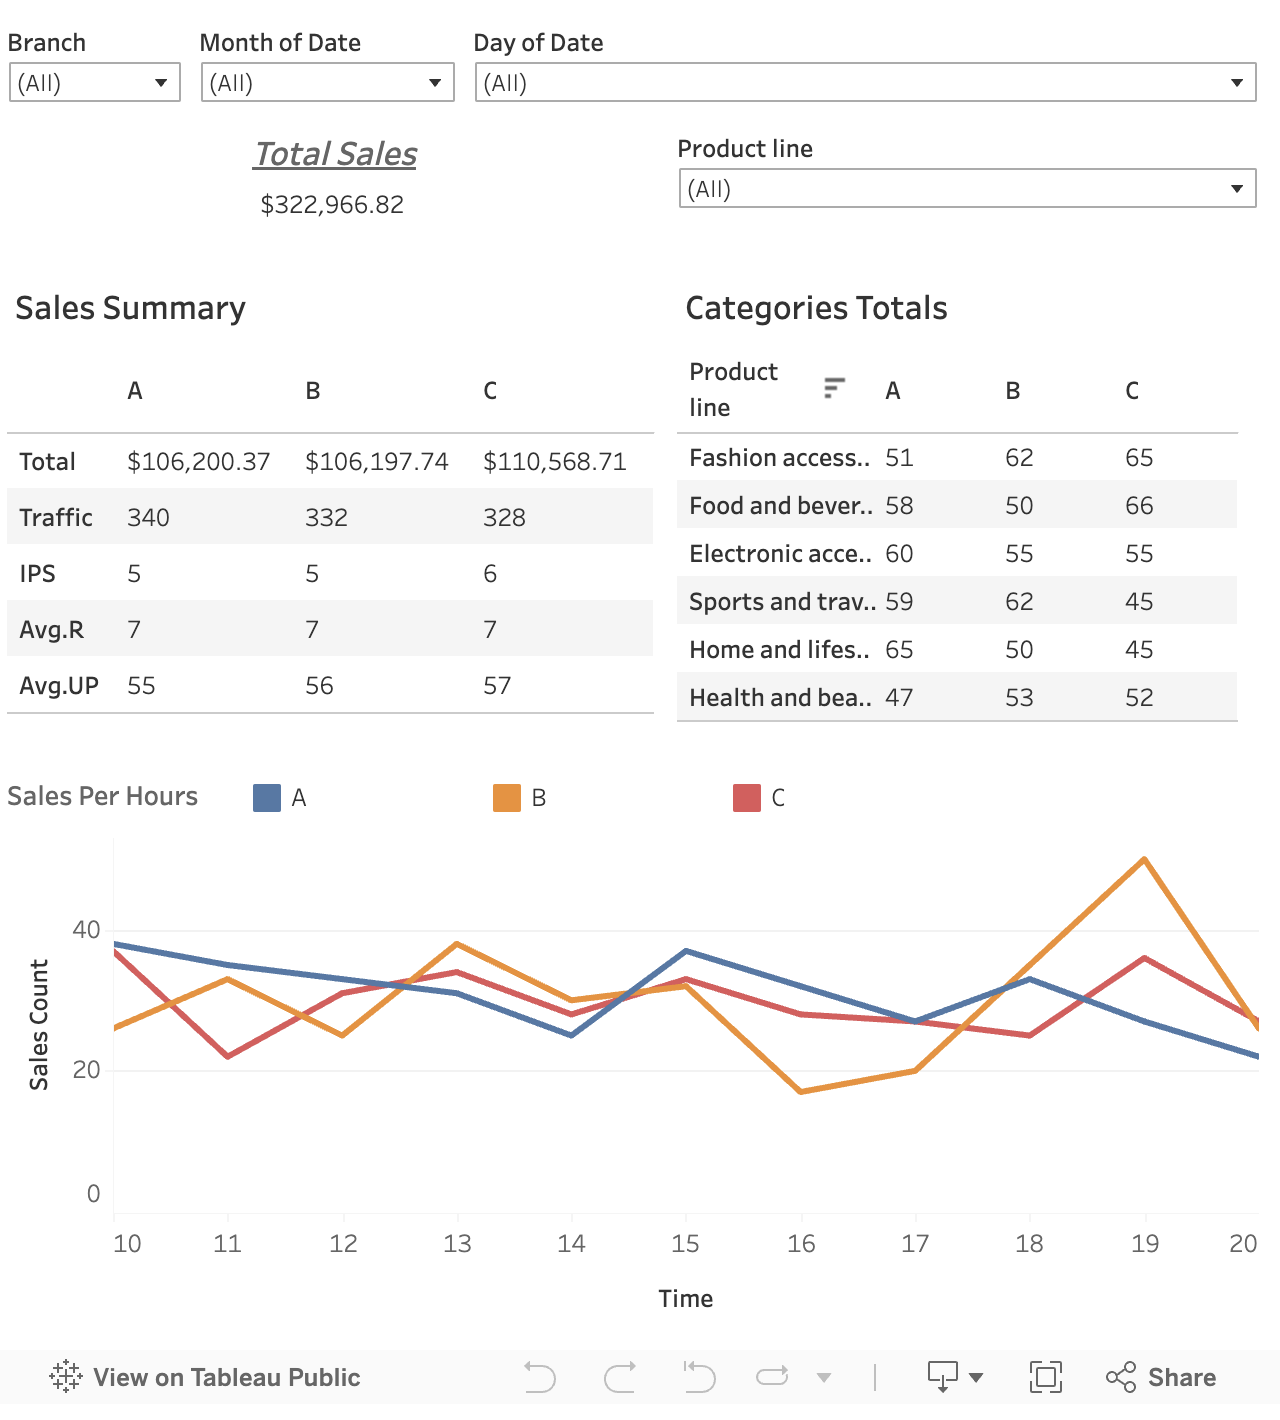 Branch Month of Date Day of Date
(All) (All) (All)
Total Sales
$322,966.82
Product line
(All)
Sales Summary
A B C
Total $106,200.37 $106,197.74 $110,568.71
Traffic 340 332 328
IPS 5 5 6
Avg.R 7 7 7
Avg.UP 55 56 57
Categories Totals
Product
line A B C
Fashion access.. 51 62 65
Food and bever.. 58 50 66
Electronic acce.. 60 55 55
Sports and trav.. 59 62 45
Home and lifes.. 65 50 45
Health and bea.. 47 53 52
Sales Per Hours A B C
Sales Count
40
20
0
10 11 12 13 14 15 16 17 18 19 20
Time
View on Tableau Public Share